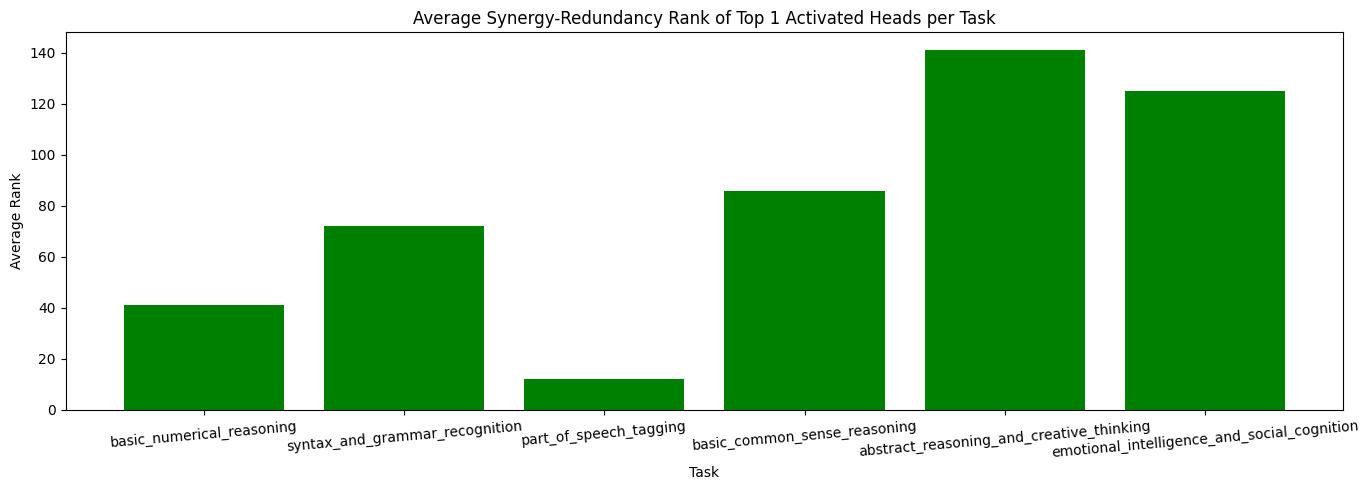 Average Synergy-Redundancy Rank of Top 1 Activated Heads per Task
Average Rank
140
120
100
80
60
40
20
0
basic_numerical_reasoning
syntax_and_grammar_recognition
part_of_speech_tagging
basic_common_sense_reasoning
abstract_reasoning_and_creative_thinking
emotional_intelligence_and_social_cognition
Task